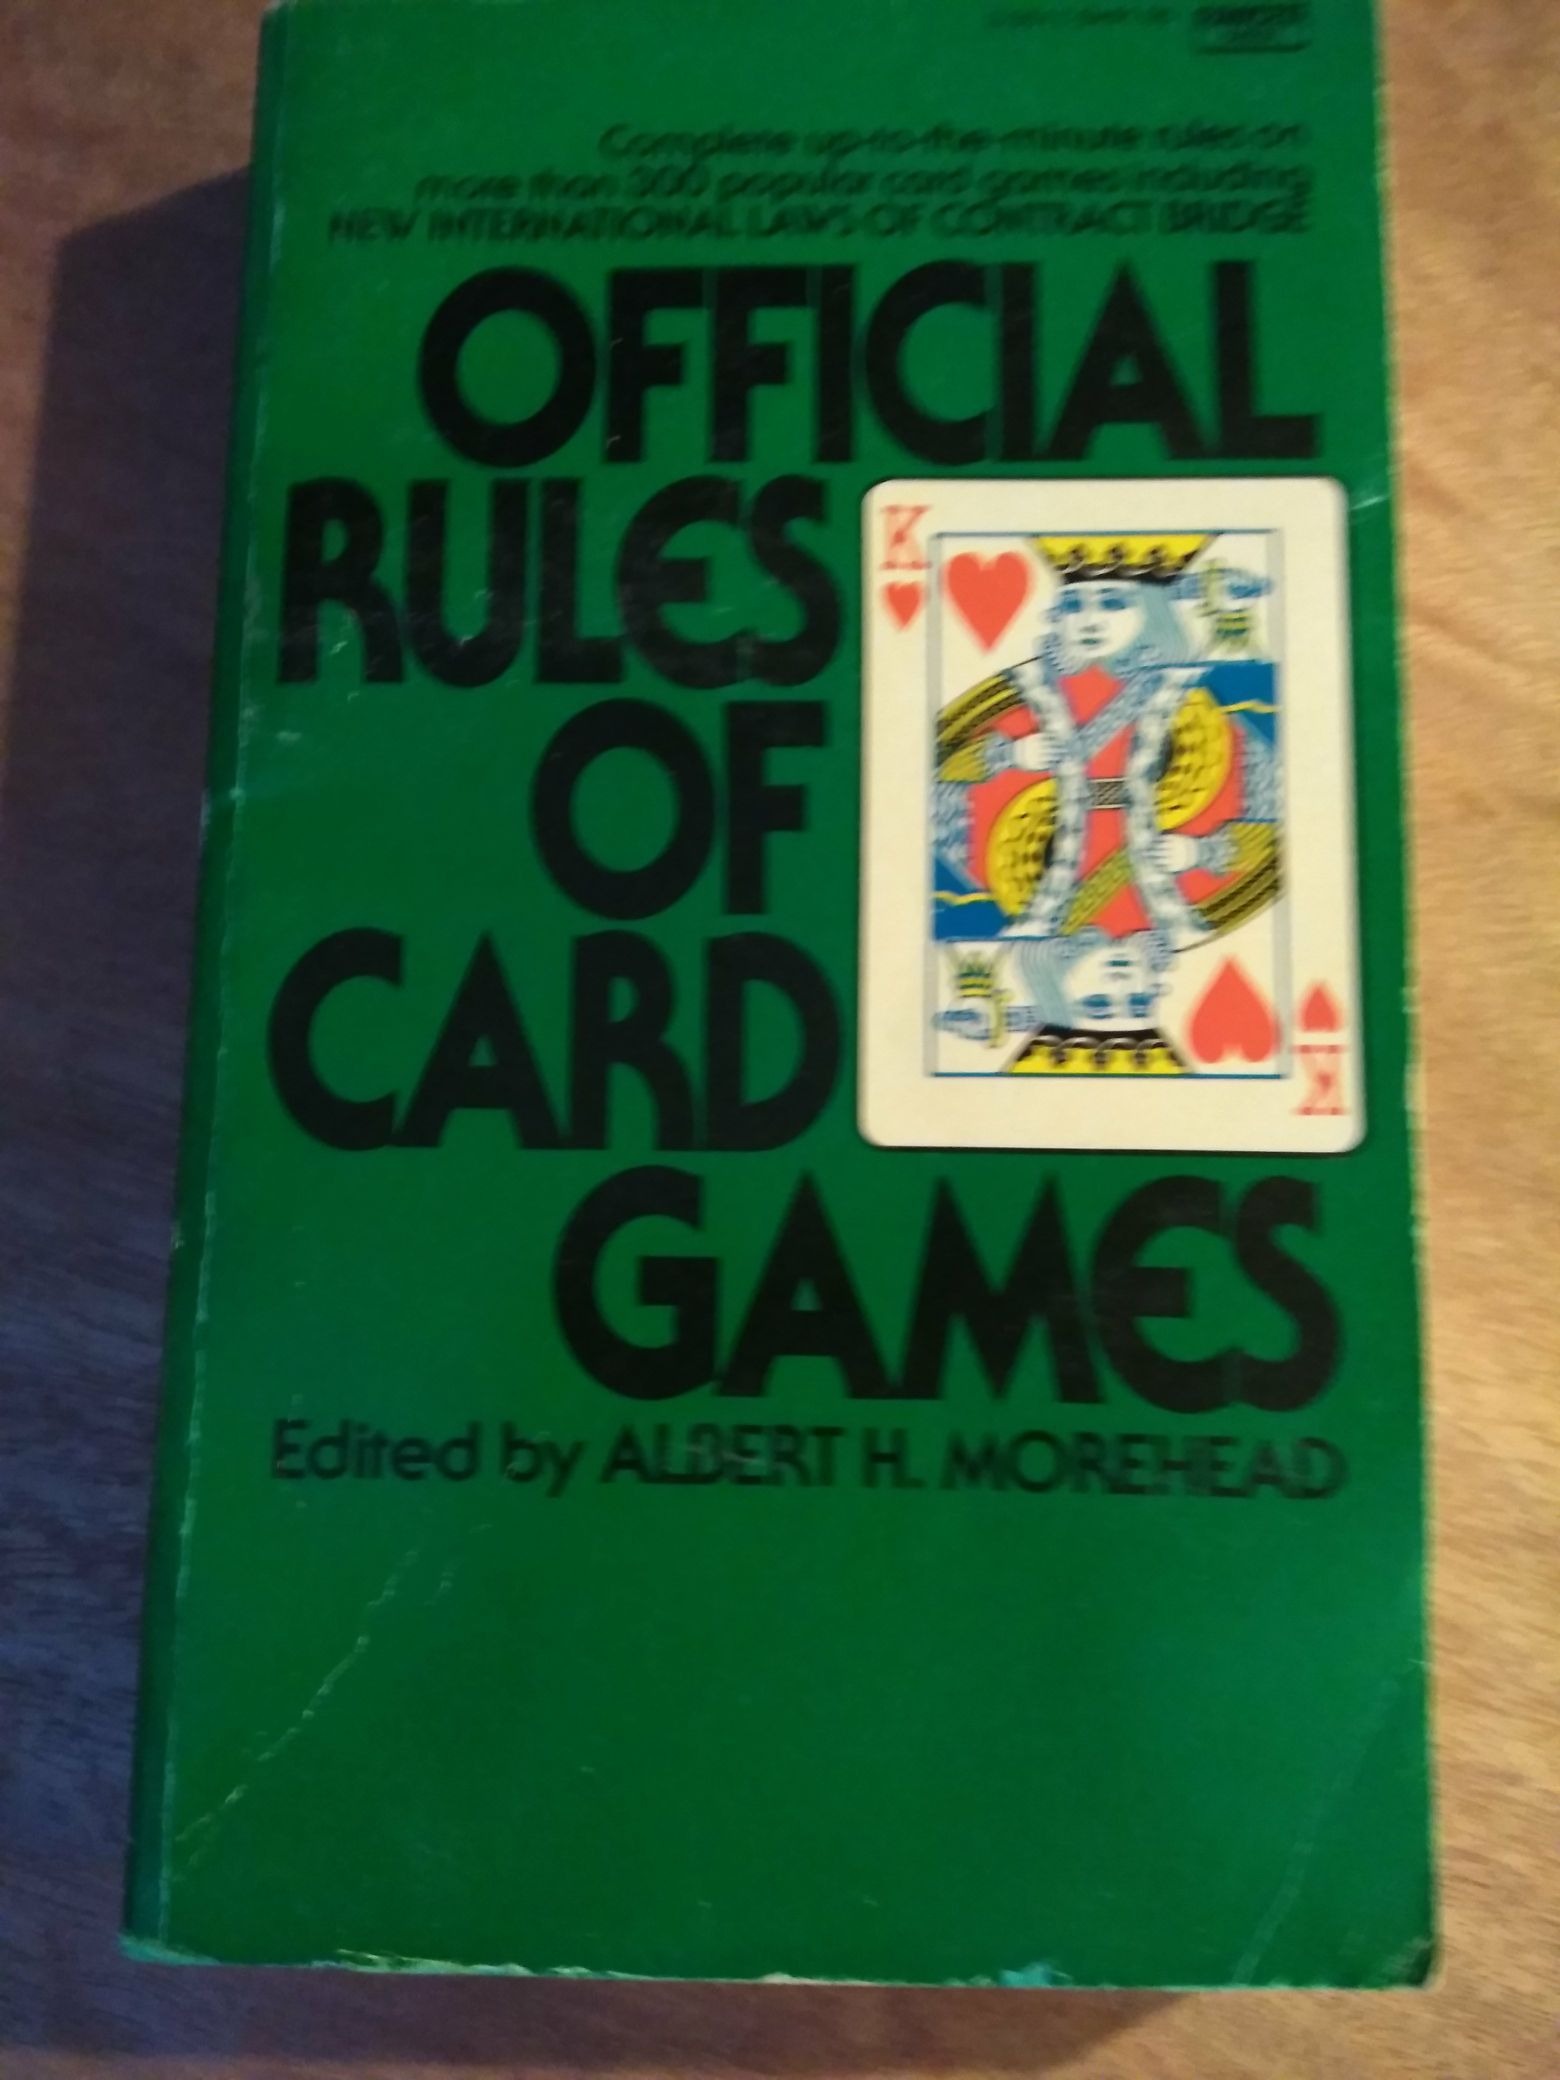 Complete up-to-the-minute rules on
more than 300 popular card games including
NEW INTERNATIONAL LAWS OF CONTRACT BRIDGE
OFFICIAL
RULES
OF
CARD
GAMES
K
K
Edited by ALBERT H. MOREHEAD